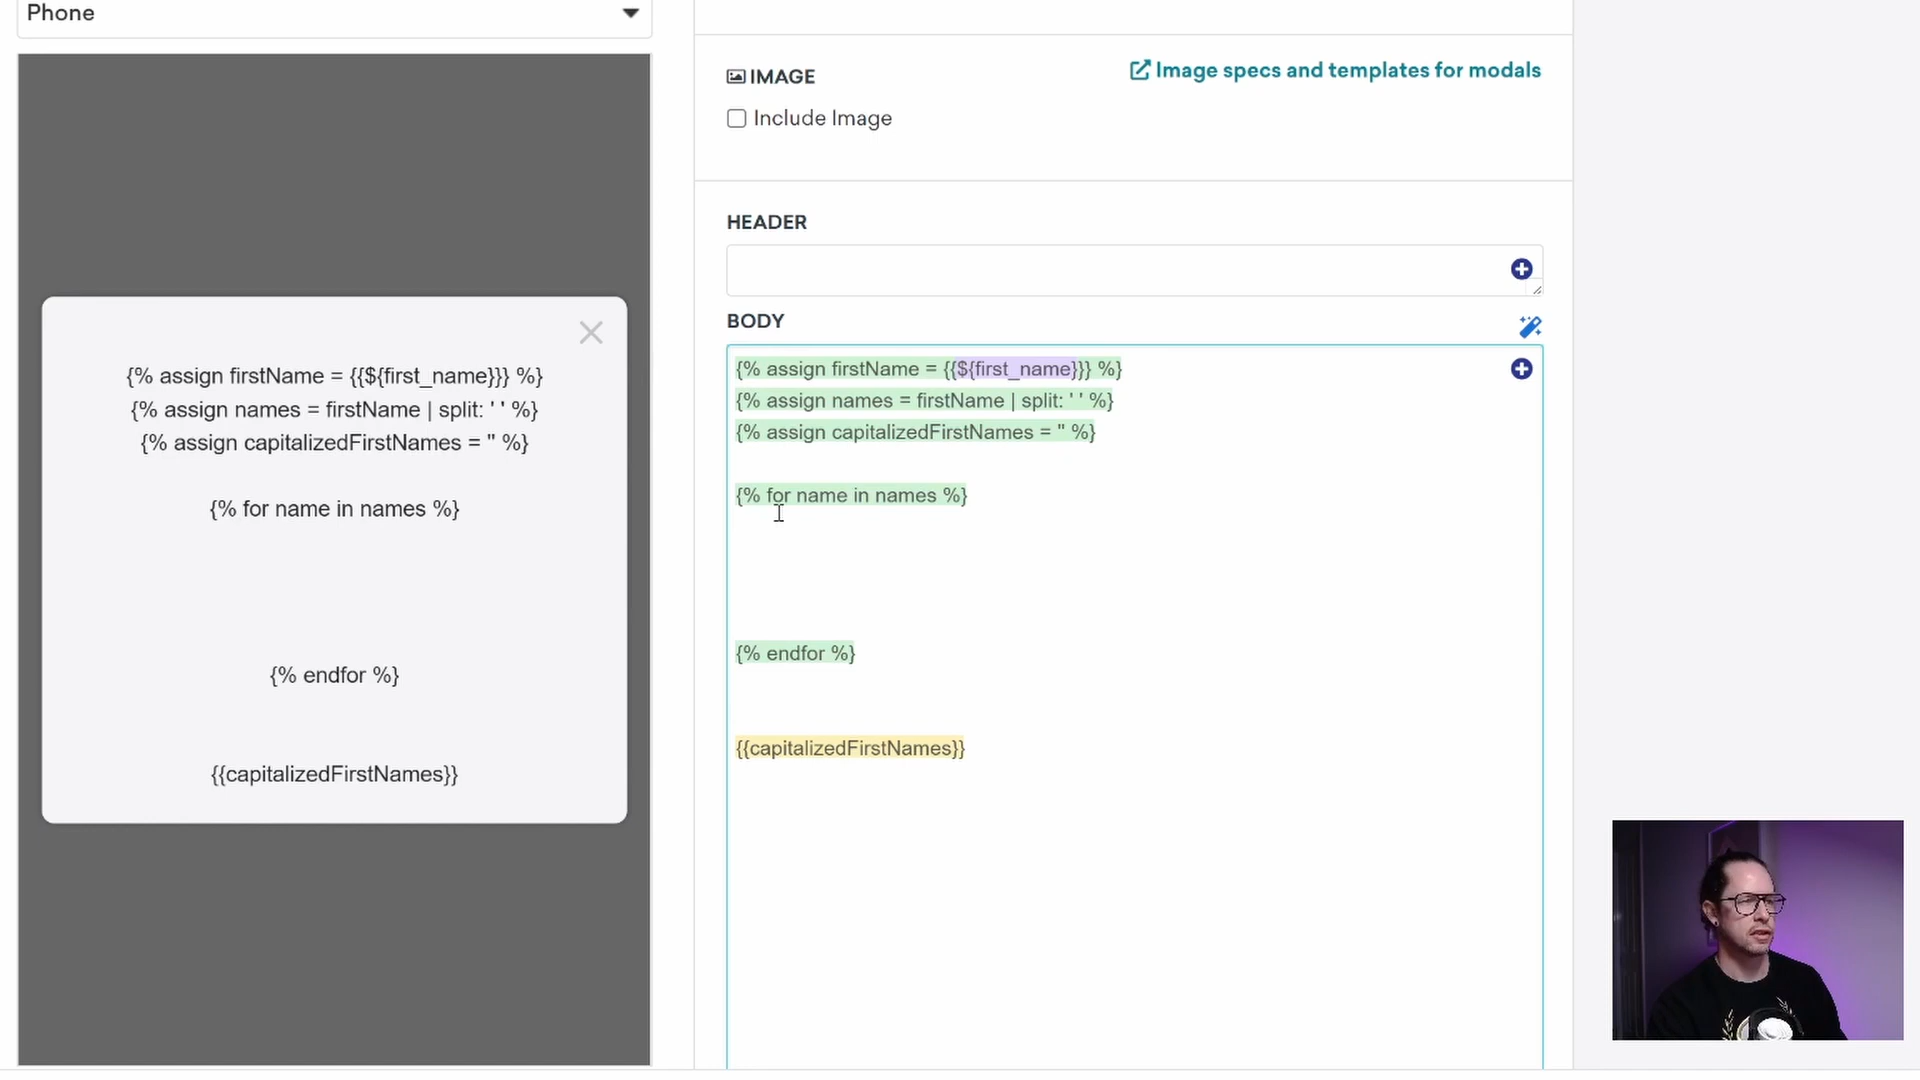 Phone
{% assign firstName = {{${first_name}}} %}
{% assign names = firstName | split: ' ' %}
{% assign capitalizedFirstNames = '' %}
{% for name in names %}
{% endfor %}
{{capitalizedFirstNames}}
IMAGE
Image specs and templates for modals
Include Image
HEADER
BODY
{% assign firstName = {{${first_name}}} %}
{% assign names = firstName | split: ' ' %}
{% assign capitalizedFirstNames = '' %}
{% for name in names %}
{% endfor %}
{{capitalizedFirstNames}}